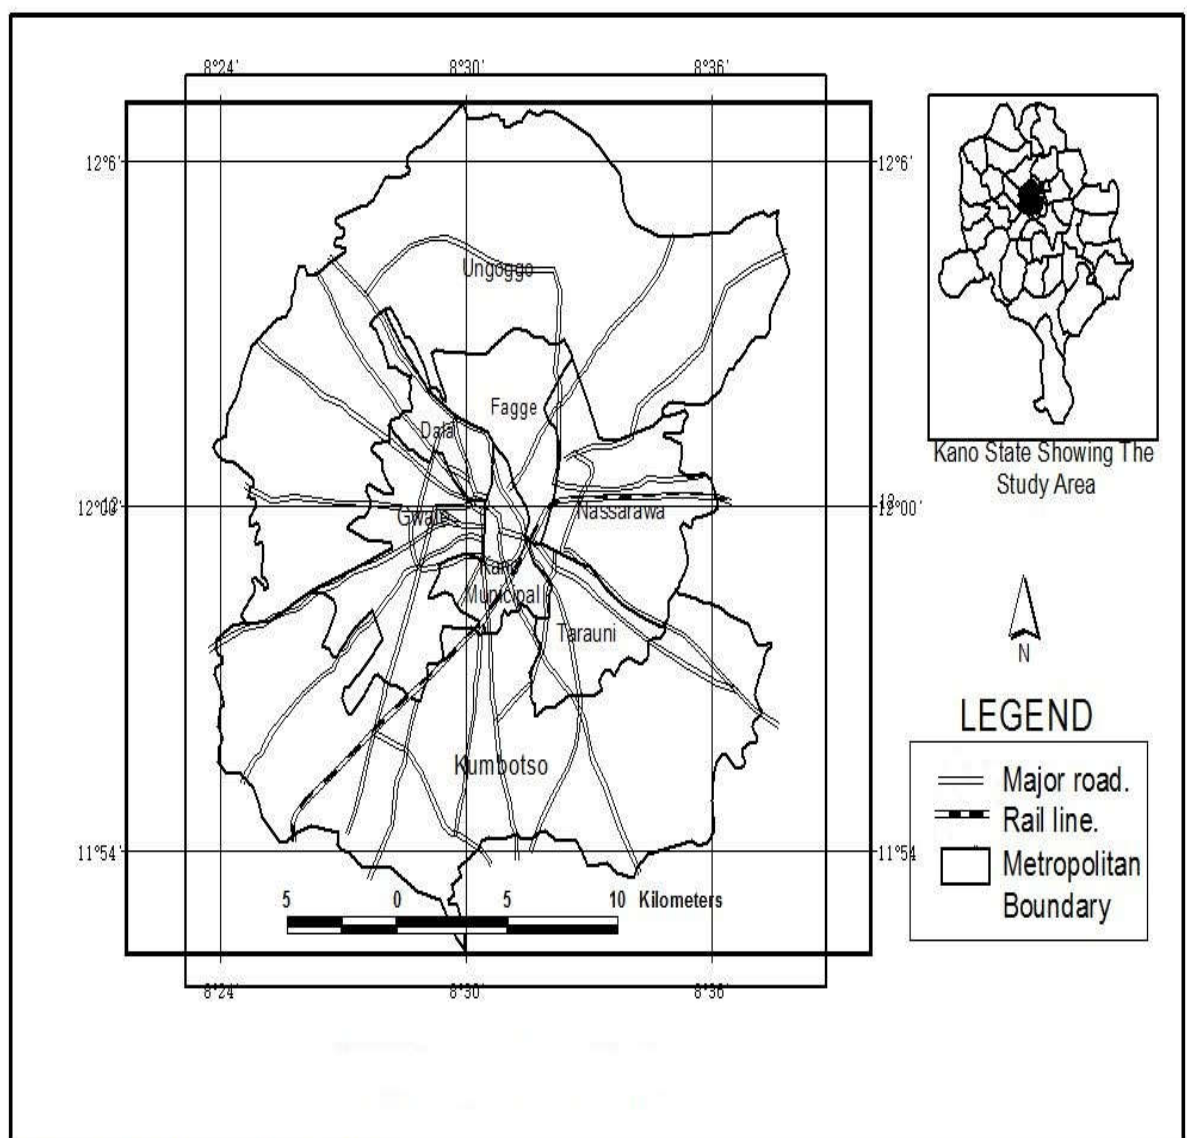 8°24' 8°30' 8°36'
12°6' 12°6'
Ungoggo
Fagge
Dala
Kano State Showing The
Study Area
12°00' 12°00'
Gwale Nassarawa
Kano
Municipal
Tarauni
N
LEGEND
Kumbotso
Major road.
Rail line.
11°54' 11°54
Metropolitan
Boundary
5 0 5 10 Kilometers
8°24' 8°30' 8°36'